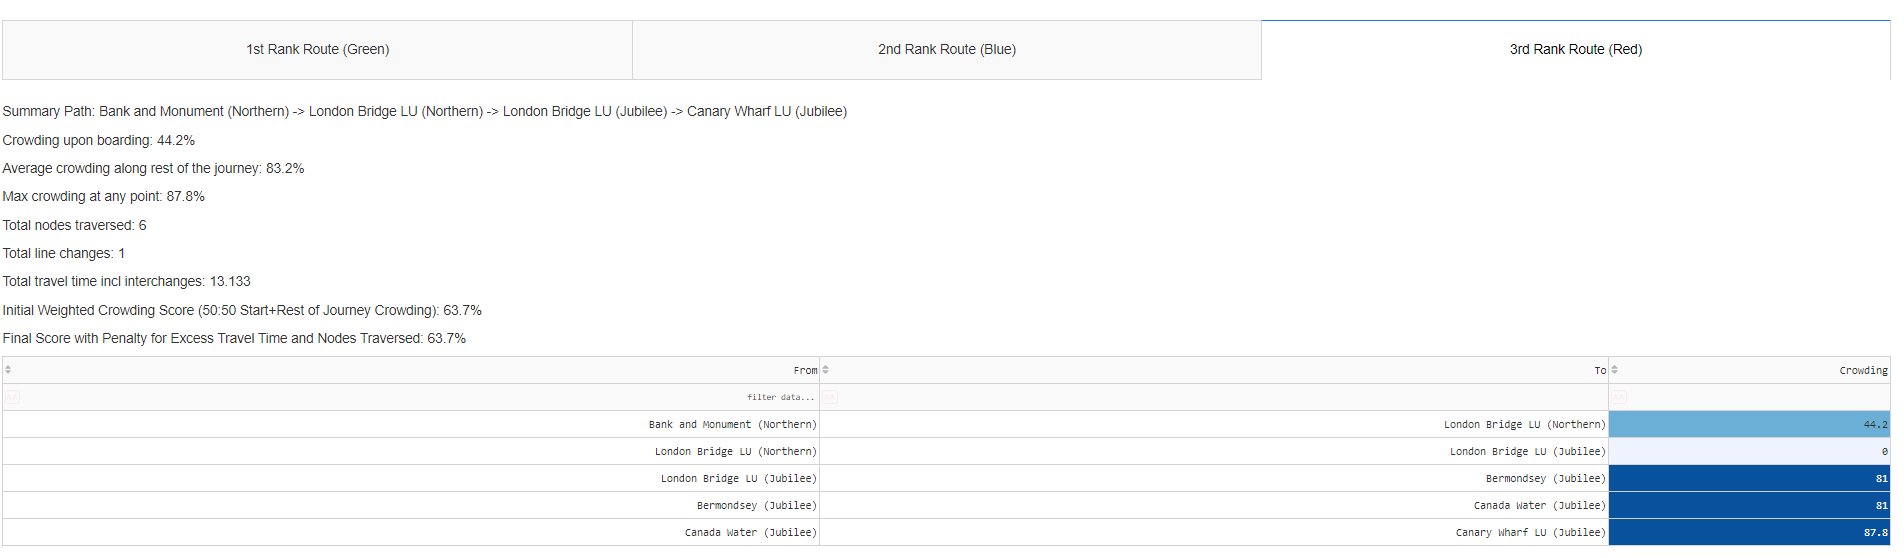 1st Rank Route (Green) 2nd Rank Route (Blue) 3rd Rank Route (Red)
Summary Path: Bank and Monument (Northern) -> London Bridge LU (Northern) -> London Bridge LU (Jubilee) -> Canary Wharf LU (Jubilee)
Crowding upon boarding: 44.2%
Average crowding along rest of the journey: 83.2%
Max crowding at any point: 87.8%
Total nodes traversed: 6
Total line changes: 1
Total travel time incl interchanges: 13.133
Initial Weighted Crowding Score (50:50 Start+Rest of Journey Crowding): 63.7%
Final Score with Penalty for Excess Travel Time and Nodes Traversed: 63.7%
From To Crowding
filter data...
Bank and Monument (Northern) London Bridge LU (Northern) 44.2
London Bridge LU (Northern) London Bridge LU (Jubilee) 0
London Bridge LU (Jubilee) Bermondsey (Jubilee) 81
Bermondsey (Jubilee) Canada Water (Jubilee) 81
Canada Water (Jubilee) Canary Wharf LU (Jubilee) 87.8